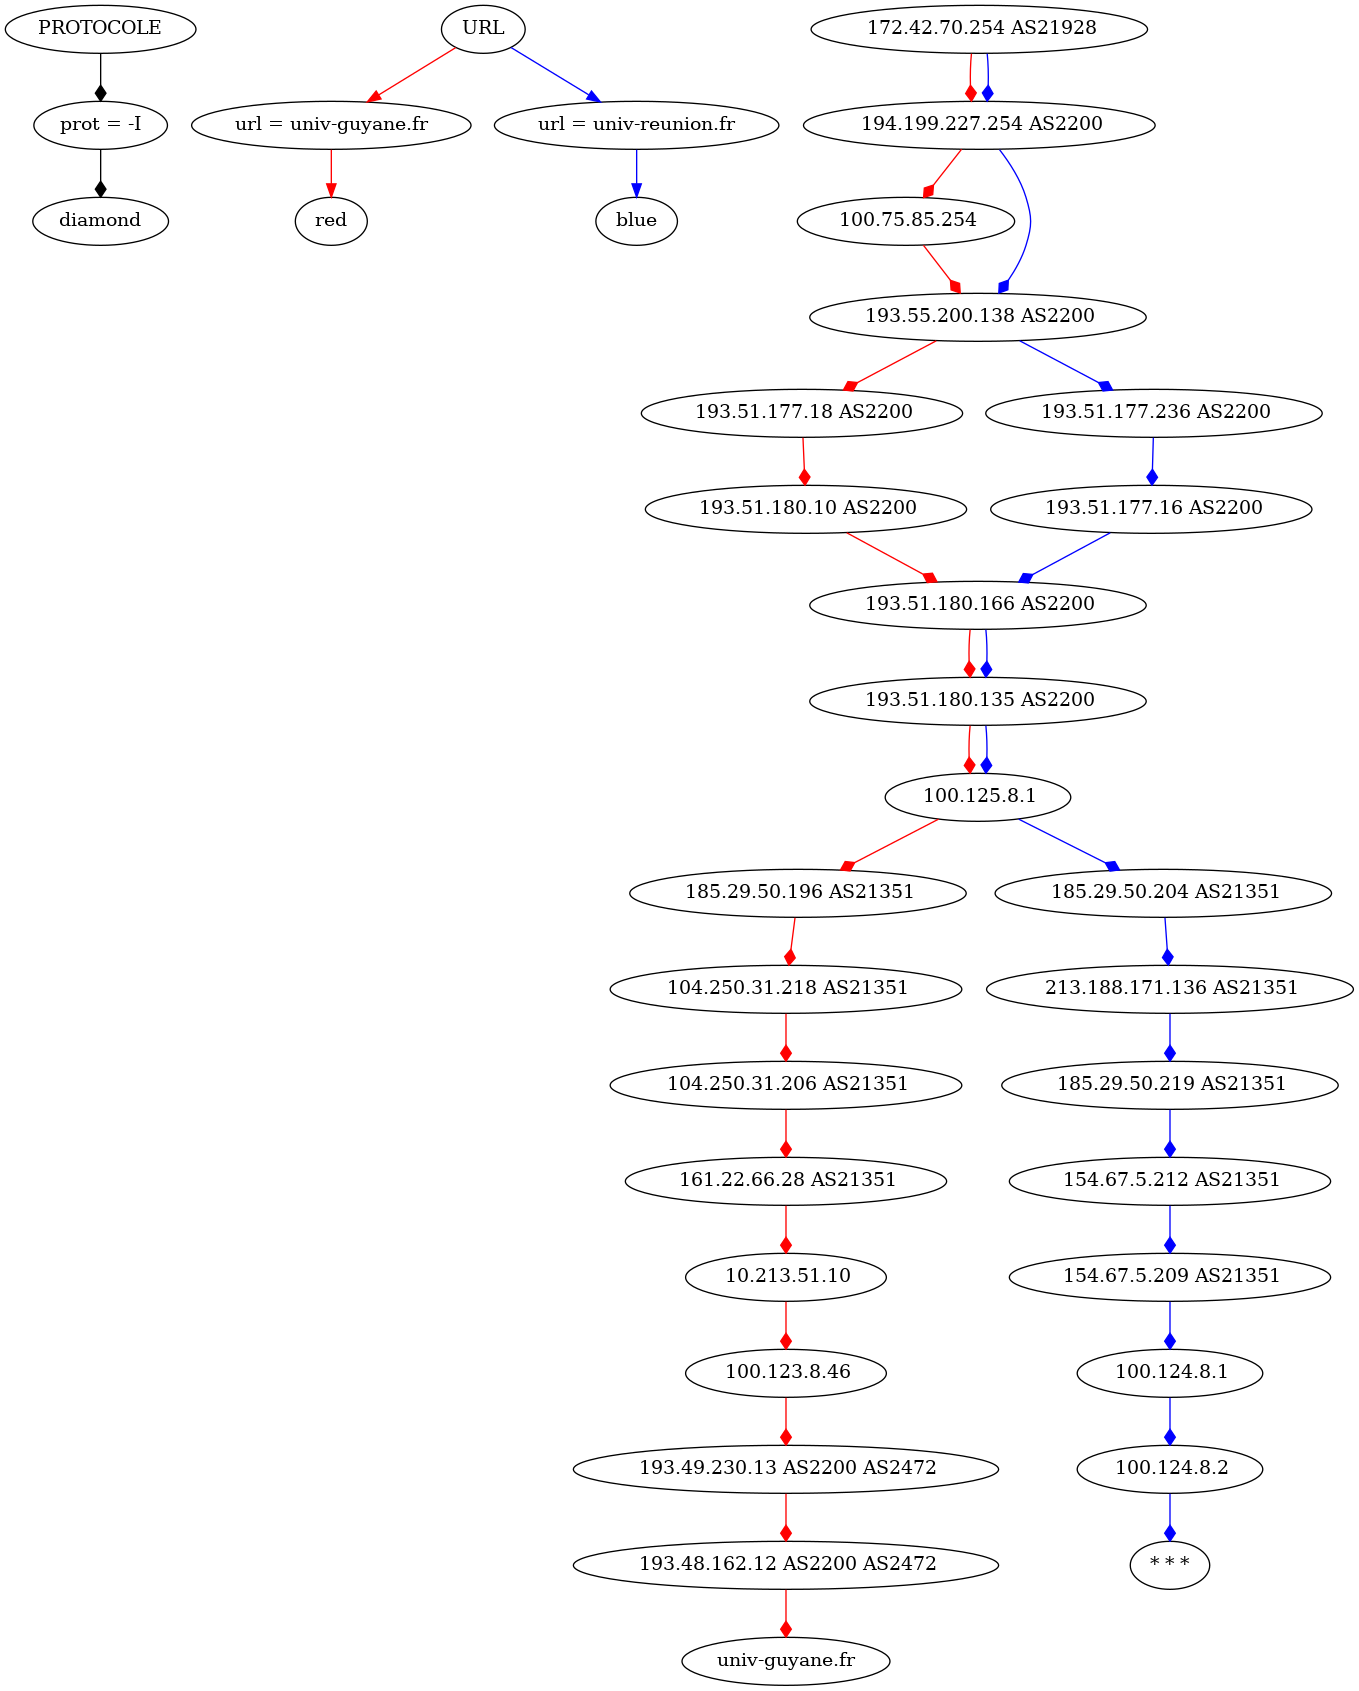 PROTOCOLE
URL
172.42.70.254 AS21928
prot = -I
url = univ-guyane.fr
url = univ-reunion.fr
194.199.227.254 AS2200
diamond
red
blue
100.75.85.254
193.55.200.138 AS2200
193.51.177.18 AS2200
193.51.177.236 AS2200
193.51.180.10 AS2200
193.51.177.16 AS2200
193.51.180.166 AS2200
193.51.180.135 AS2200
100.125.8.1
185.29.50.196 AS21351
185.29.50.204 AS21351
104.250.31.218 AS21351
213.188.171.136 AS21351
104.250.31.206 AS21351
185.29.50.219 AS21351
161.22.66.28 AS21351
154.67.5.212 AS21351
10.213.51.10
154.67.5.209 AS21351
100.123.8.46
100.124.8.1
193.49.230.13 AS2200 AS2472
100.124.8.2
193.48.162.12 AS2200 AS2472
* * *
univ-guyane.fr